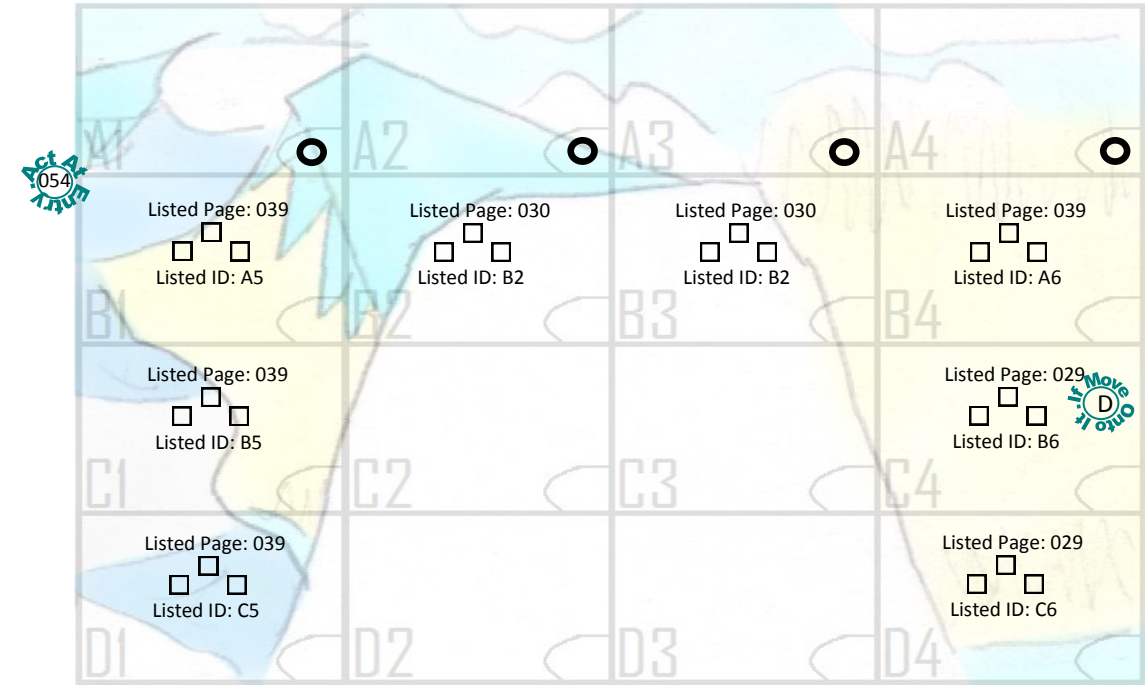 A1 A2 A3 A4
Act At Entry.
054
Listed Page: 039 Listed Page: 030 Listed Page: 030 Listed Page: 039
Listed ID: A5 Listed ID: B2 Listed ID: B2 Listed ID: A6
B1 B2 B3 B4
Listed Page: 039 Listed Page: 029
If Move Onto It.
D
Listed ID: B5 Listed ID: B6
C1 C2 C3 C4
Listed Page: 039 Listed Page: 029
Listed ID: C5 Listed ID: C6
D1 D2 D3 D4